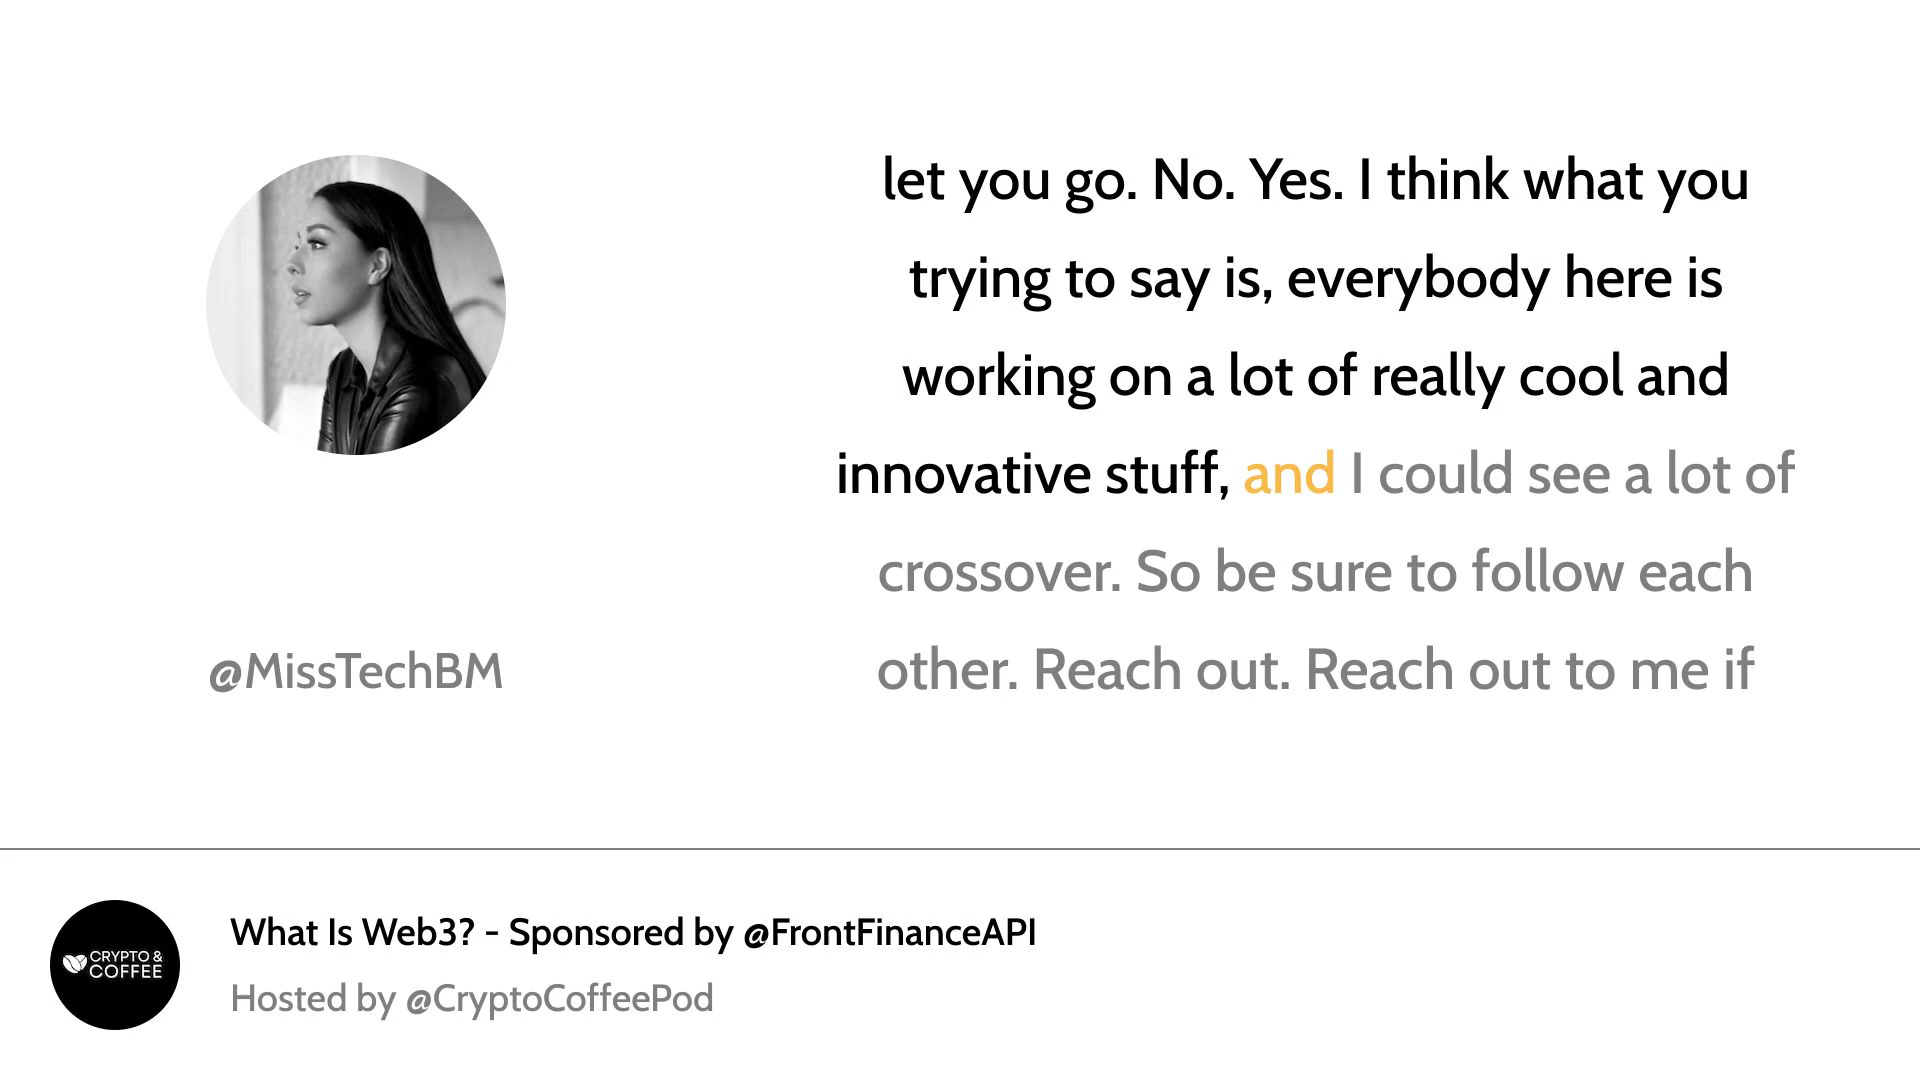 let you go. No. Yes. I think what you
trying to say is, everybody here is
working on a lot of really cool and
innovative stuff, and I could see a lot of
crossover. So be sure to follow each
other. Reach out. Reach out to me if
@MissTechBM
CRYPTO &
COFFEE
What Is Web3? - Sponsored by @FrontFinanceAPI
Hosted by @CryptoCoffeePod